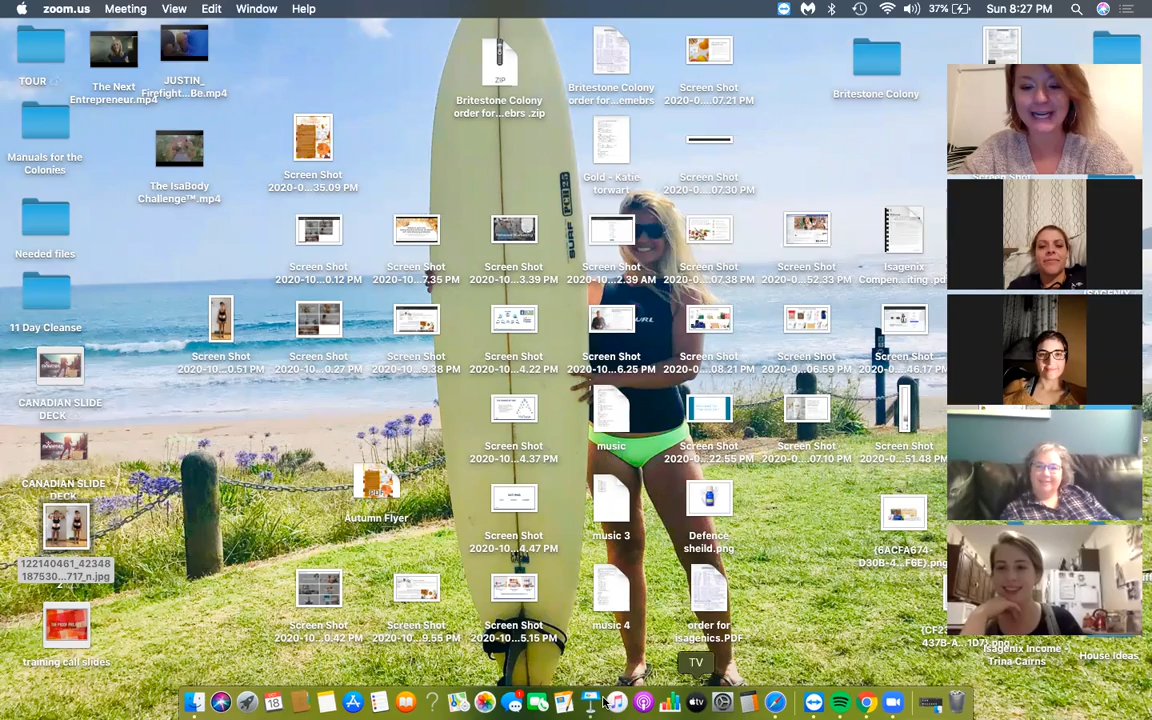 zoom.us Meeting View Edit Window Help 37% Sun 8:27 PM
TOUR
The Next
Entrepreneur.mp4
JUSTIN_
Firefight...Be.mp4
ZIP
Britestone Colony
order for...emebrs .zip
Britestone Colony
order for...emebrs
Screen Shot
2020-0....07.21 PM
Britestone Colony
Manuals for the
Colonies
The IsaBody
Challenge™.mp4
Screen Shot
2020-0...35.09 PM
Gold - Katie
torwart
Screen Shot
2020-0....07.30 PM
Needed files
Screen Shot
2020-10...0.12 PM
Screen Shot
2020-10...7.35 PM
Screen Shot
2020-10...3.39 PM
Screen Shot
2020-10...2.39 AM
Screen Shot
2020-0....07.38 PM
Screen Shot
2020-0...52.33 PM
Isagenix
Compen...iting .pdf
11 Day Cleanse
Screen Shot
2020-10...0.51 PM
Screen Shot
2020-10...0.27 PM
Screen Shot
2020-10...9.38 PM
Screen Shot
2020-10...4.22 PM
Screen Shot
2020-10...6.25 PM
Screen Shot
2020-0....08.21 PM
Screen Shot
2020-0....06.59 PM
Screen Shot
2020-0...46.17 PM
CANADIAN SLIDE
DECK
Screen Shot
2020-10...4.37 PM
music
Screen Shot
2020-0...22.55 PM
Screen Shot
2020-0....07.10 PM
Screen Shot
2020-0...51.48 PM
CANADIAN SLIDE
DECK
Autumn Flyer
Screen Shot
2020-10...4.47 PM
music 3
Defence
sheild.png
{6ACFA674-
D30B-4...F6E}.png
122140461_42348
187530...717_n.jpg
training call slides
Screen Shot
2020-10...0.42 PM
Screen Shot
2020-10...9.55 PM
Screen Shot
2020-10...5.15 PM
music 4
order for
isagenics.PDF
Isagenix Income -
Trina Cairns
House Ideas
TV